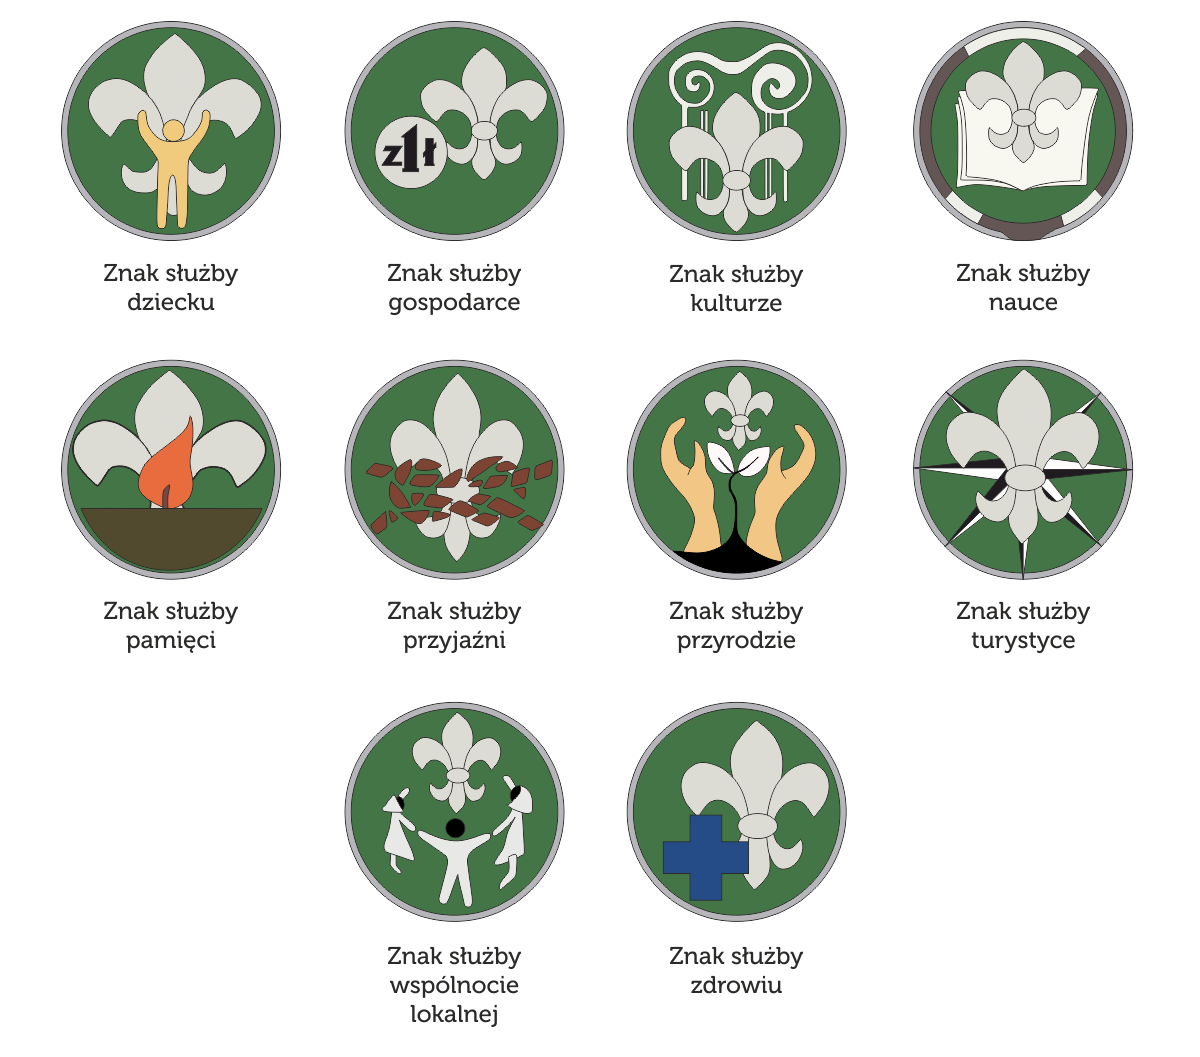 z1ł
Znak służby
dziecku
Znak służby
gospodarce
Znak służby
kulturze
Znak służby
nauce
Znak służby
pamięci
Znak służby
przyjaźni
Znak służby
przyrodzie
Znak służby
turystyce
Znak służby
wspólnocie
lokalnej
Znak służby
zdrowiu